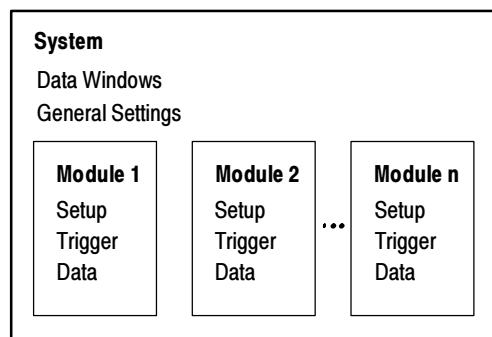 System
Data Windows
General Settings
Module 1
Setup
Trigger
Data
Module 2
Setup
Trigger
Data
...
Module n
Setup
Trigger
Data